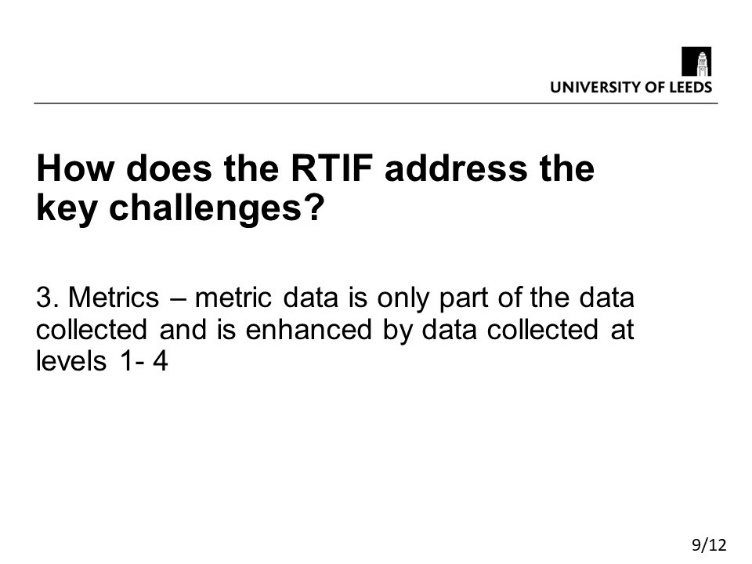 UNIVERSITY OF LEEDS
How does the RTIF address the
key challenges?
3. Metrics – metric data is only part of the data
collected and is enhanced by data collected at
levels 1- 4
9/12